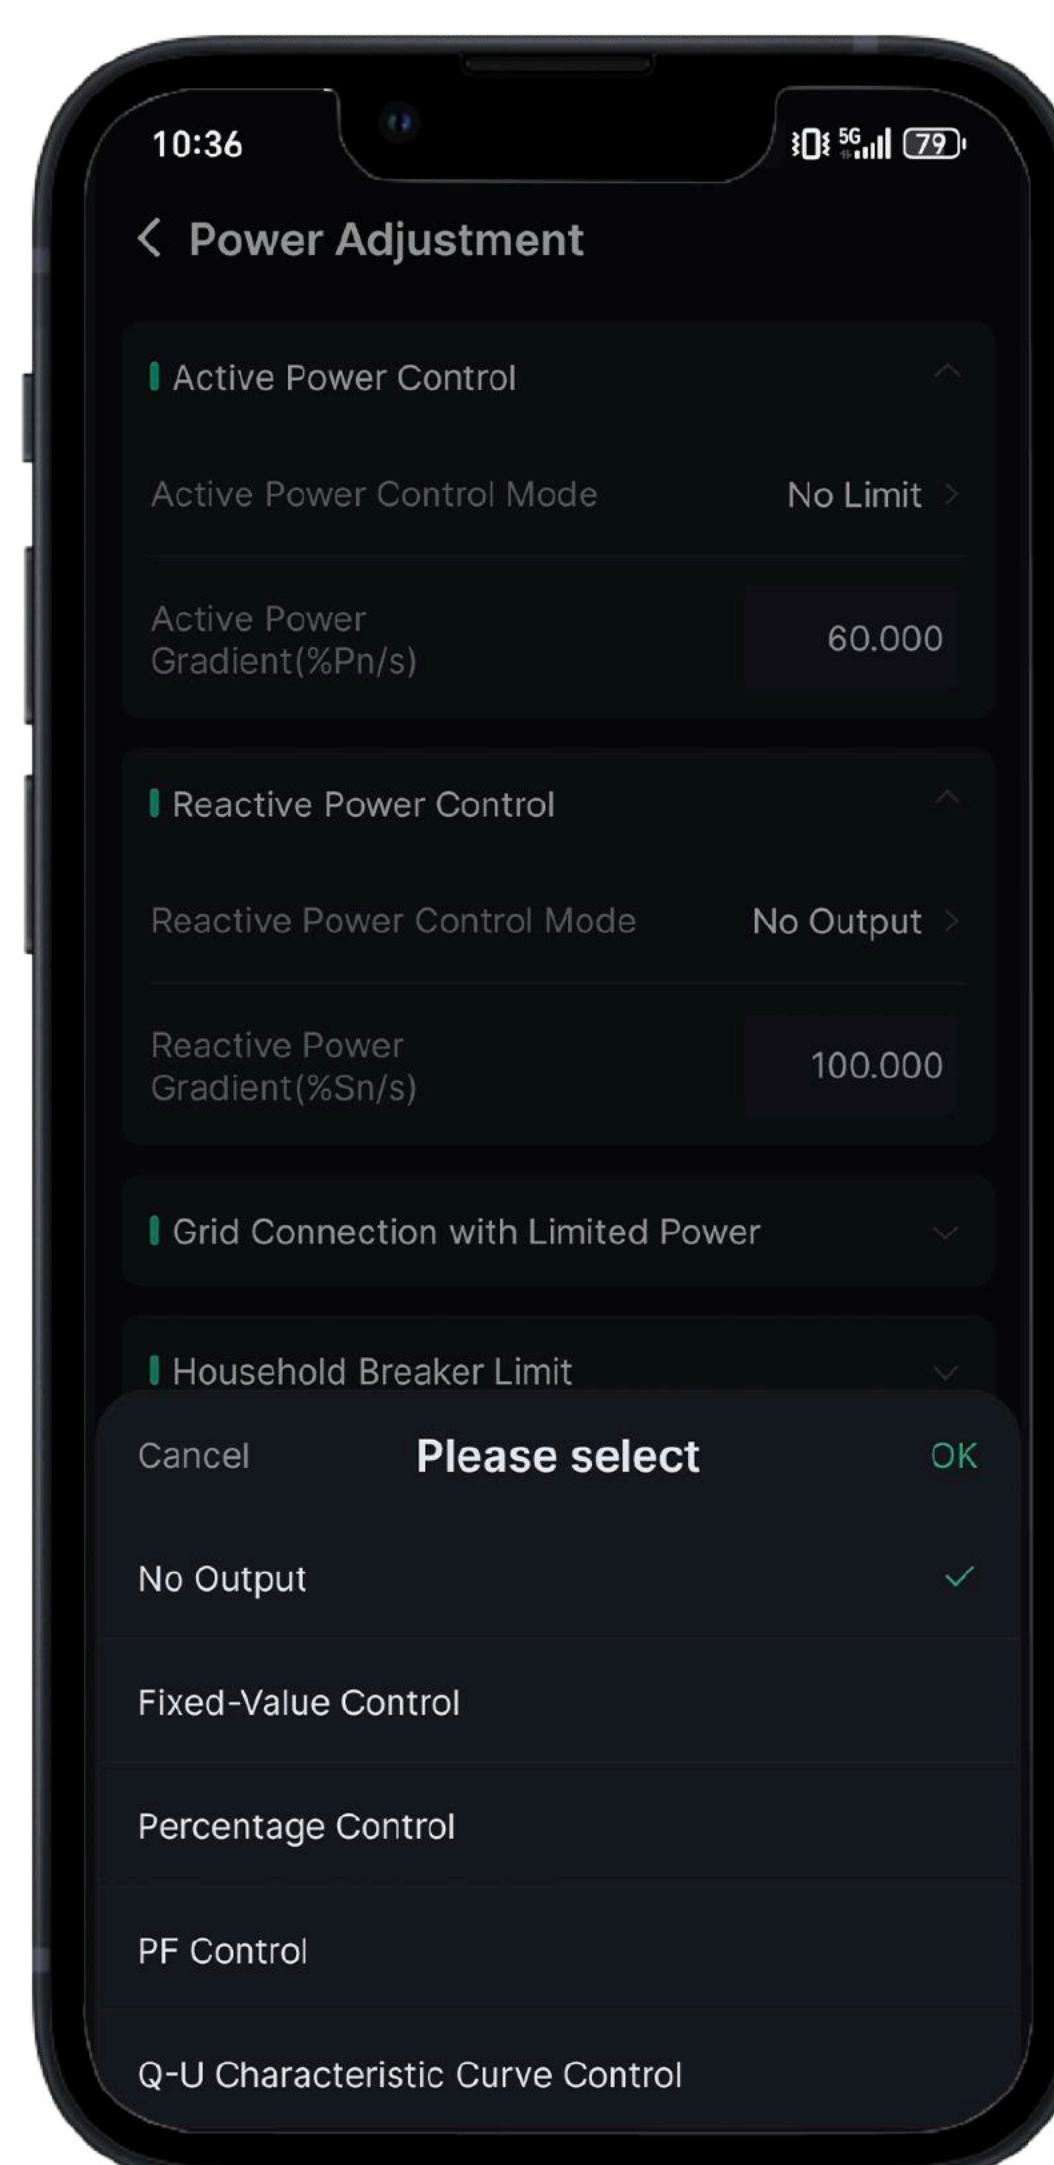 10:36
5G 79
Power Adjustment
Active Power Control
Active Power Control Mode No Limit
Active Power
Gradient(%Pn/s)
60.000
Reactive Power Control
Reactive Power Control Mode No Output
Reactive Power
Gradient(%Sn/s)
100.000
Grid Connection with Limited Power
Household Breaker Limit
Cancel Please select OK
No Output
Fixed-Value Control
Percentage Control
PF Control
Q-U Characteristic Curve Control